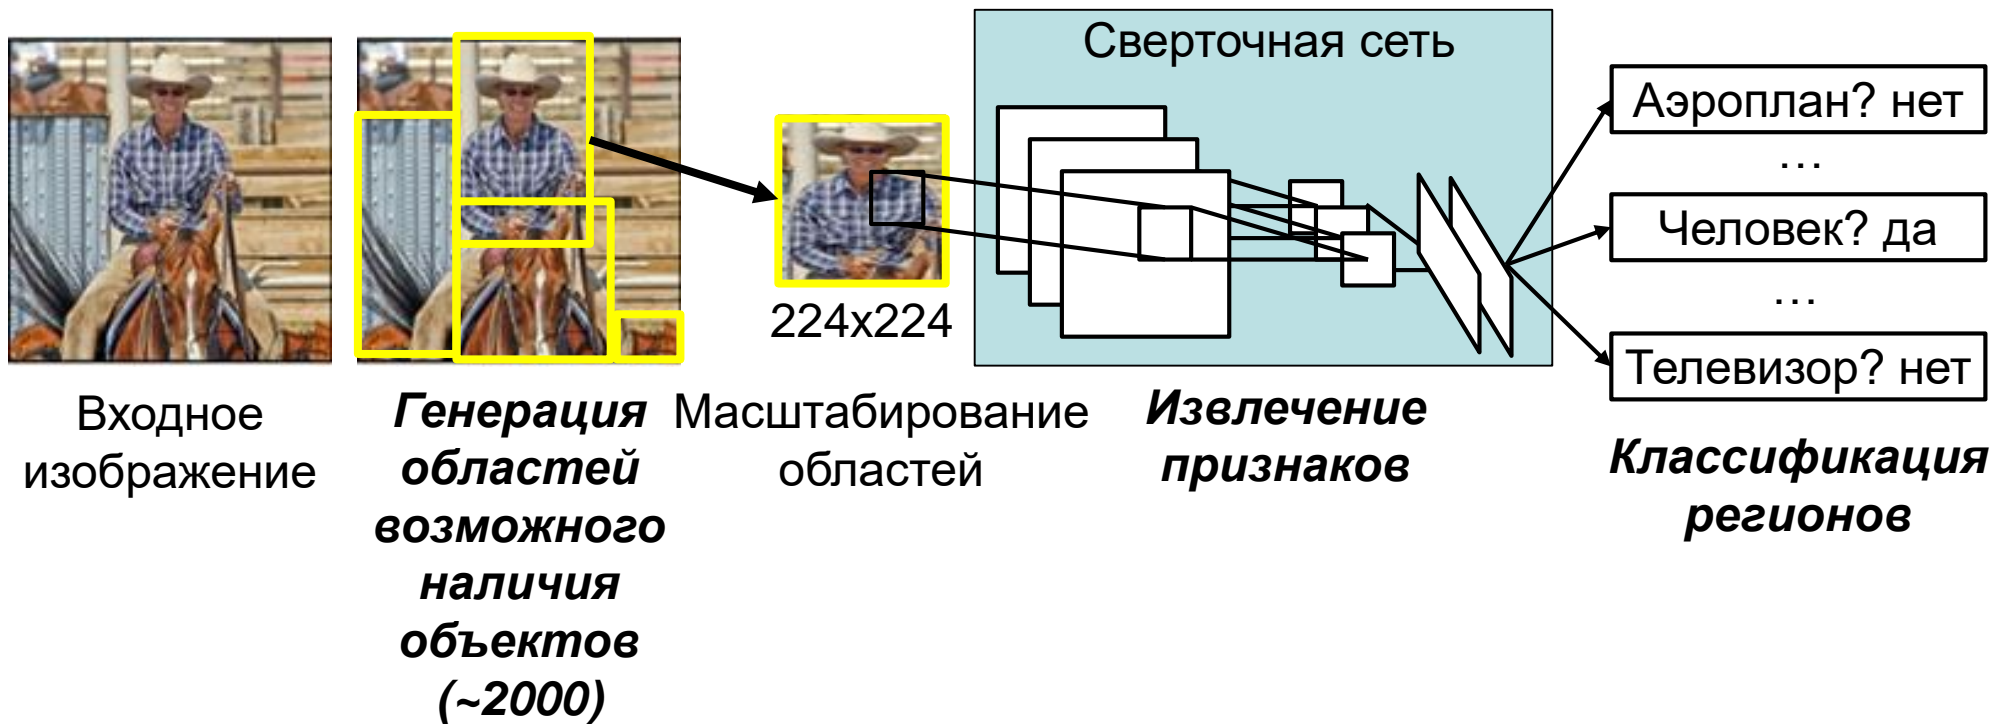 Сверточная сеть
Аэроплан? нет
…
Человек? да
…
Телевизор? нет
224x224
Входное
изображение
Генерация
областей
возможного
наличия
объектов
(~2000)
Масштабирование
областей
Извлечение
признаков
Классификация
регионов